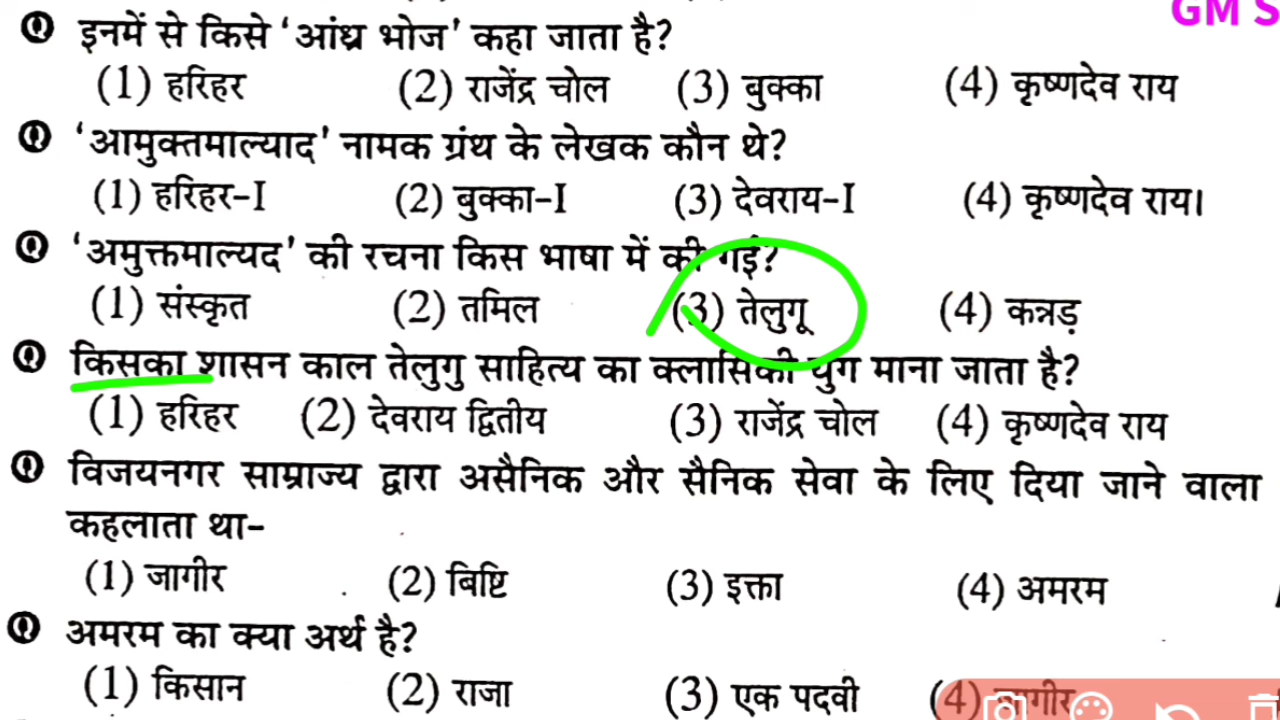 GM S
Q इनमें से किसे ‘आंध्र भोज’ कहा जाता है?
(1) हरिहर (2) राजेंद्र चोल (3) बुक्का (4) कृष्णदेव राय
Q ‘आमुक्तमाल्याद’ नामक ग्रंथ के लेखक कौन थे?
(1) हरिहर-I (2) बुक्का-I (3) देवराय-I (4) कृष्णदेव राय।
Q ‘अमुक्तमाल्यद’ की रचना किस भाषा में की गई?
(1) संस्कृत (2) तमिल (3) तेलुगू (4) कन्नड़
Q किसका शासन काल तेलुगु साहित्य का क्लासिकी युग माना जाता है?
(1) हरिहर (2) देवराय द्वितीय (3) राजेंद्र चोल (4) कृष्णदेव राय
Q विजयनगर साम्राज्य द्वारा असैनिक और सैनिक सेवा के लिए दिया जाने वाला
कहलाता था-
(1) जागीर (2) बिष्टि (3) इक्ता (4) अमरम
Q अमरम का क्या अर्थ है?
(1) किसान (2) राजा (3) एक पदवी (4) जागीर